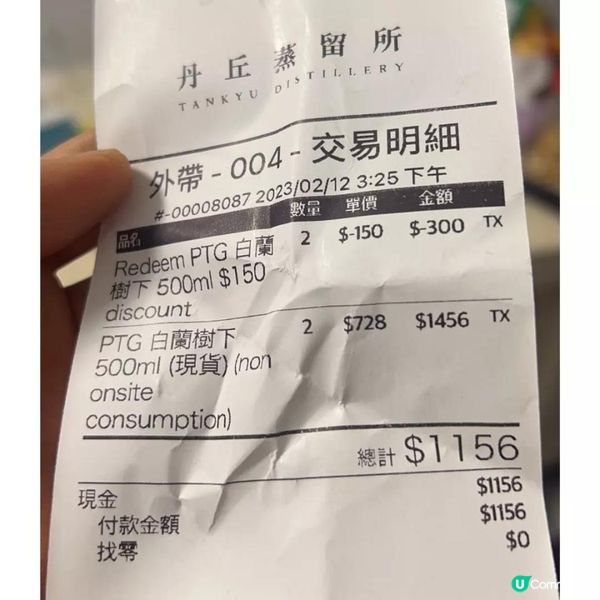 丹丘蒸留所
TANKYU DISTILLERY
外帶 - 004 - 交易明細
#-00008087 2023/02/12 3:25 下午
品名 數量 單價 金額
Redeem PTG 白蘭 2 $-150 $-300 TX
樹下 500ml $150
discount
PTG 白蘭樹下 2 $728 $1456 TX
500ml (現貨) (non
onsite
consumption)
總計 $1156
現金 $1156
付款金額 $1156
找零 $0
U Comm